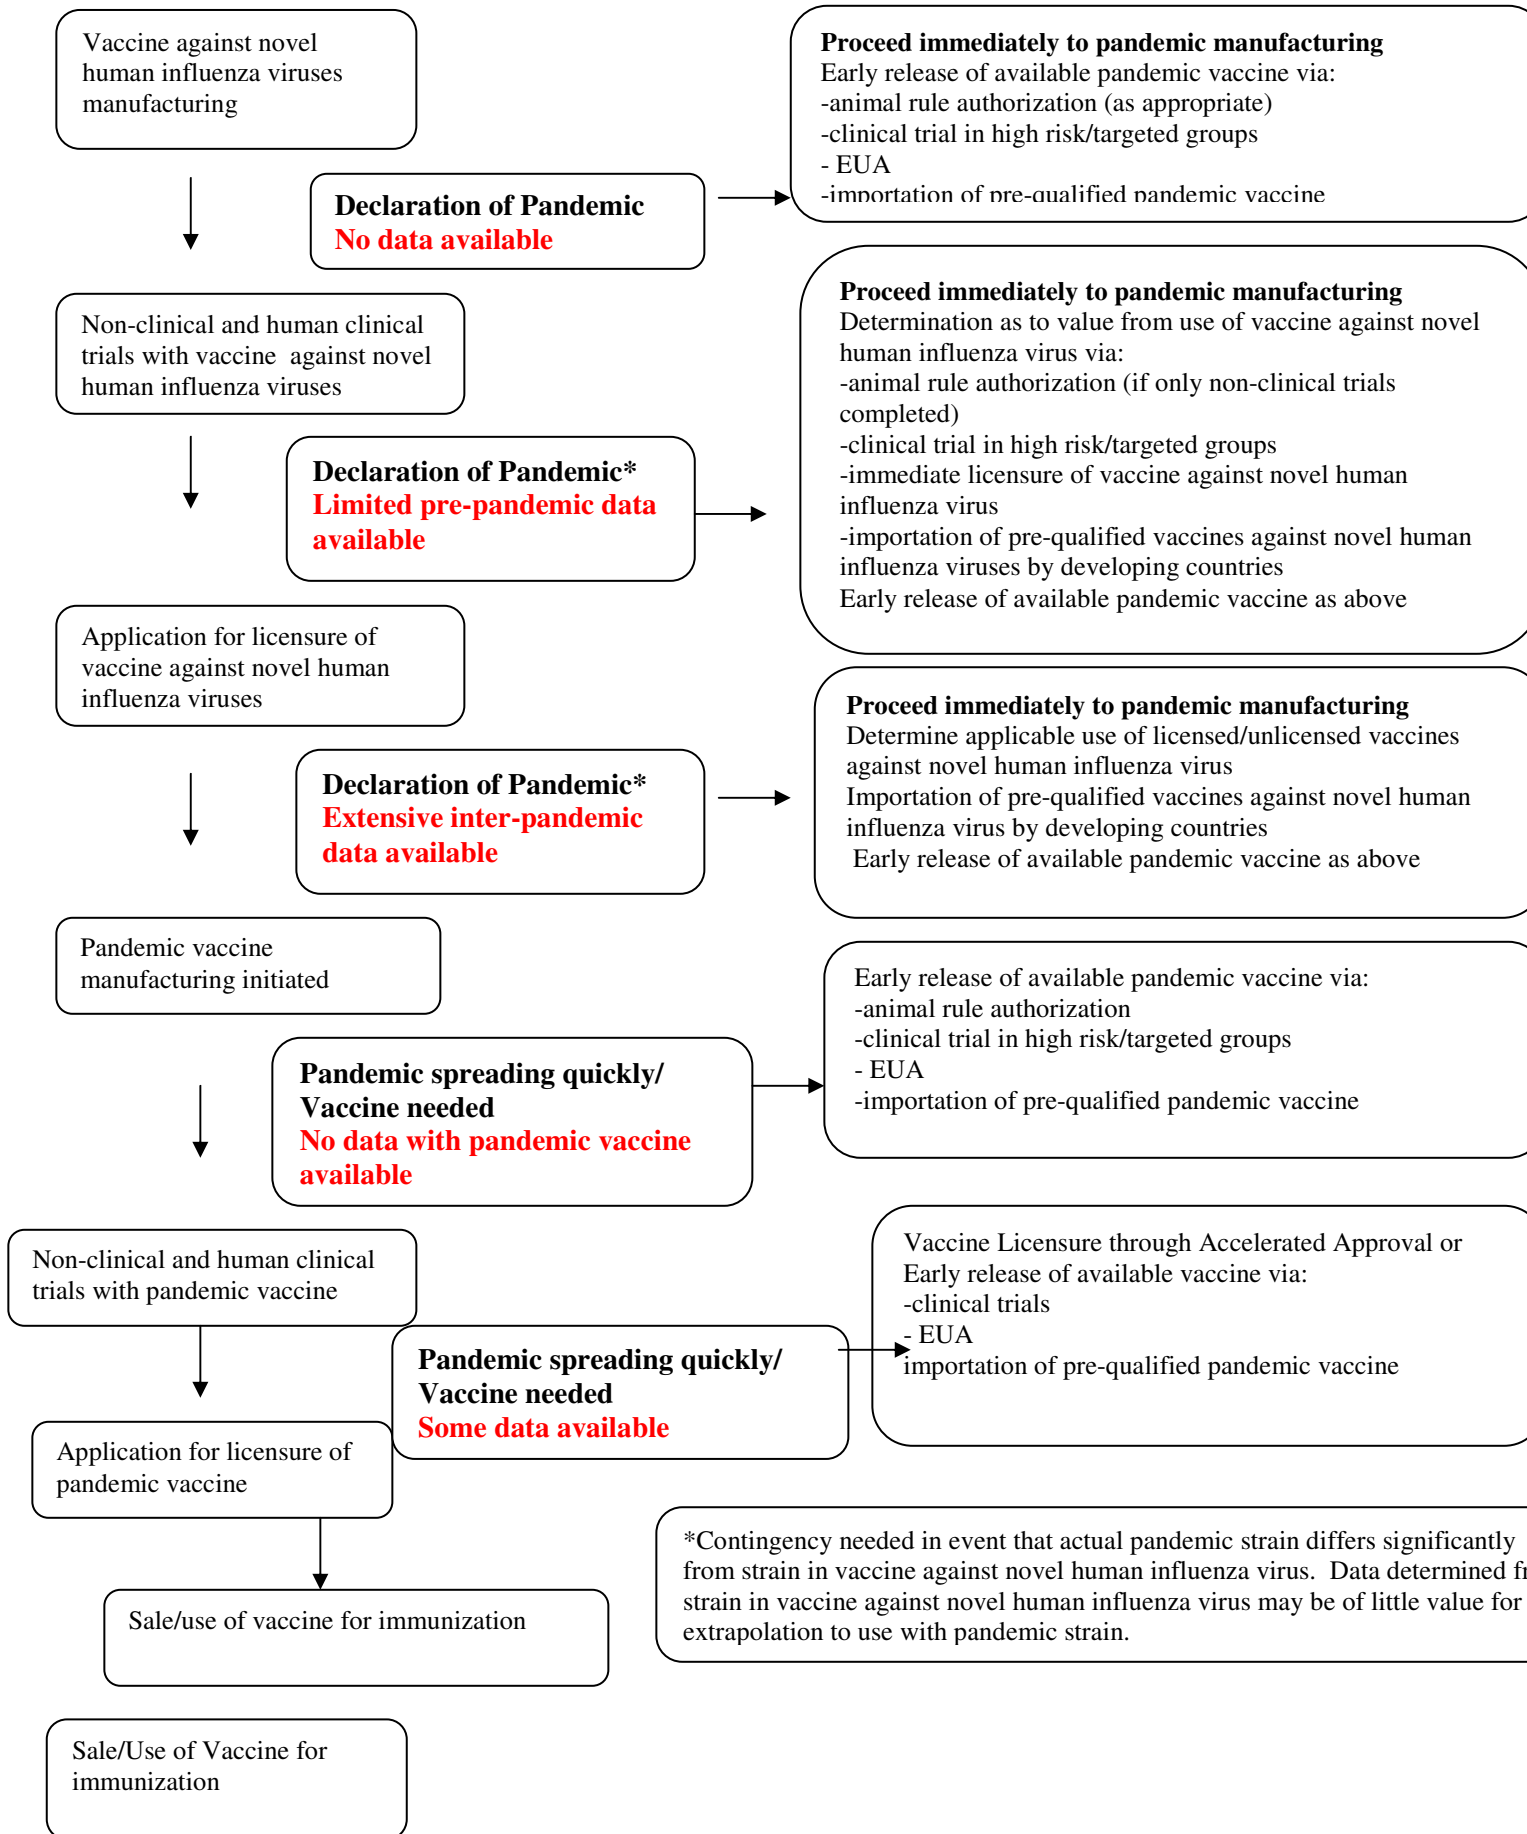 Vaccine against novel
human influenza viruses
manufacturing
Proceed immediately to pandemic manufacturing
Early release of available pandemic vaccine via:
-animal rule authorization (as appropriate)
-clinical trial in high risk/targeted groups
- EUA
-importation of pre-qualified pandemic vaccine
Declaration of Pandemic
No data available
Non-clinical and human clinical
trials with vaccine against novel
human influenza viruses
Proceed immediately to pandemic manufacturing
Determination as to value from use of vaccine against novel
human influenza virus via:
-animal rule authorization (if only non-clinical trials
completed)
-clinical trial in high risk/targeted groups
-immediate licensure of vaccine against novel human
influenza virus
-importation of pre-qualified vaccines against novel human
influenza viruses by developing countries
Early release of available pandemic vaccine as above
Declaration of Pandemic*
Limited pre-pandemic data
available
Application for licensure of
vaccine against novel human
influenza viruses
Proceed immediately to pandemic manufacturing
Determine applicable use of licensed/unlicensed vaccines
against novel human influenza virus
Importation of pre-qualified vaccines against novel human
influenza virus by developing countries
Early release of available pandemic vaccine as above
Declaration of Pandemic*
Extensive inter-pandemic
data available
Pandemic vaccine
manufacturing initiated
Early release of available pandemic vaccine via:
-animal rule authorization
-clinical trial in high risk/targeted groups
- EUA
-importation of pre-qualified pandemic vaccine
Pandemic spreading quickly/
Vaccine needed
No data with pandemic vaccine
available
Non-clinical and human clinical
trials with pandemic vaccine
Vaccine Licensure through Accelerated Approval or
Early release of available vaccine via:
-clinical trials
- EUA
importation of pre-qualified pandemic vaccine
Pandemic spreading quickly/
Vaccine needed
Some data available
Application for licensure of
pandemic vaccine
*Contingency needed in event that actual pandemic strain differs significantly
from strain in vaccine against novel human influenza virus. Data determined
strain in vaccine against novel human influenza virus may be of little value for
extrapolation to use with pandemic strain.
Sale/use of vaccine for immunization
Sale/Use of Vaccine for
immunization